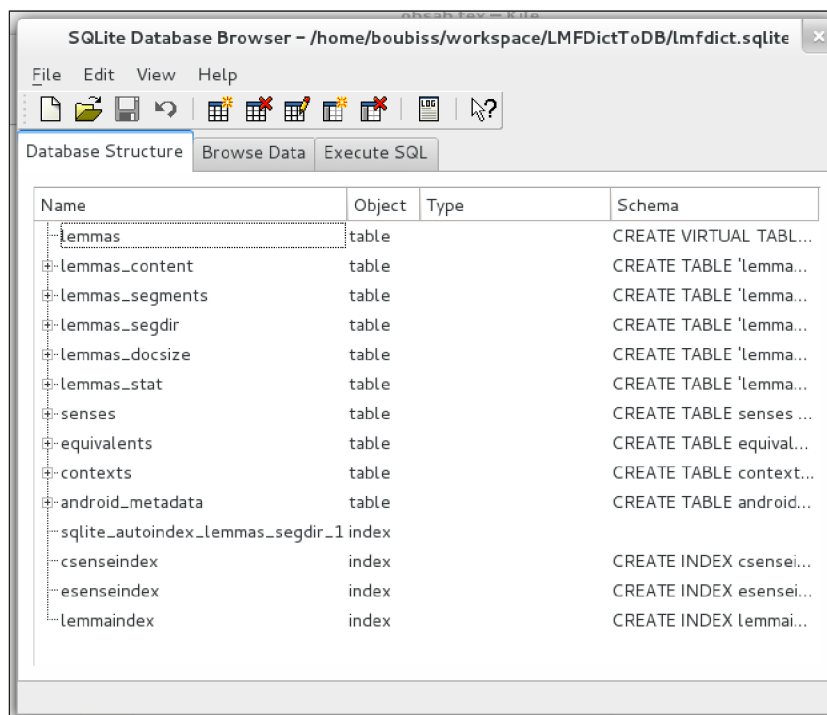 obsab.tex – Kile
SQLite Database Browser – /home/boubiss/workspace/LMFDictToDB/lmfdict.sqlite
File Edit View Help
LOG
Database Structure Browse Data Execute SQL
Name Object Type Schema
lemmas table CREATE VIRTUAL TABL...
lemmas_content table CREATE TABLE 'lemma...
lemmas_segments table CREATE TABLE 'lemma...
lemmas_segdir table CREATE TABLE 'lemma...
lemmas_docsize table CREATE TABLE 'lemma...
lemmas_stat table CREATE TABLE 'lemma...
senses table CREATE TABLE senses ...
equivalents table CREATE TABLE equival...
contexts table CREATE TABLE context...
android_metadata table CREATE TABLE android...
sqlite_autoindex_lemmas_segdir_1 index
csenseindex index CREATE INDEX csensei...
esenseindex index CREATE INDEX esensei...
lemmaindex index CREATE INDEX lemmai...